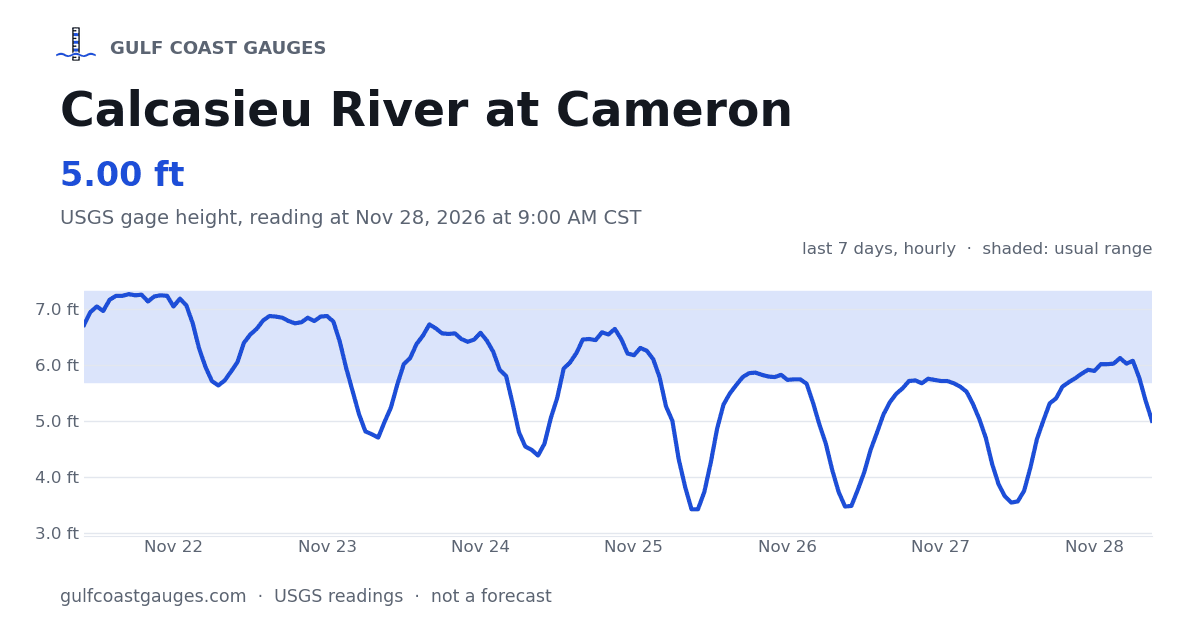 GULF COAST GAUGES
Calcasieu River at Cameron
5.00 ft
USGS gage height, reading at Nov 28, 2026 at 9:00 AM CST
last 7 days, hourly · shaded: usual range
7.0 ft
6.0 ft
5.0 ft
4.0 ft
3.0 ft
Nov 22 Nov 23 Nov 24 Nov 25 Nov 26 Nov 27 Nov 28
gulfcoastgauges.com · USGS readings · not a forecast